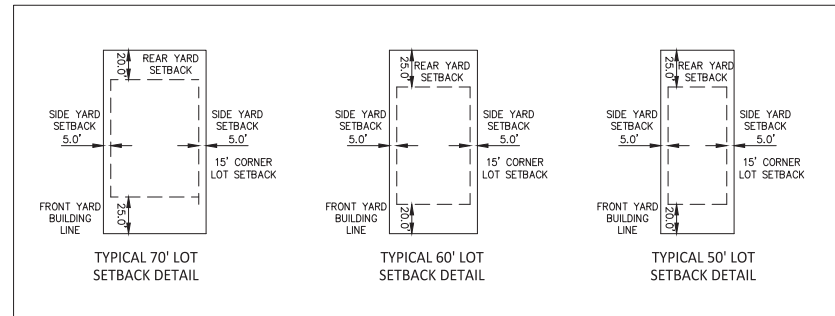 20.0'
REAR YARD
SETBACK
SIDE YARD
SETBACK
5.0'
SIDE YARD
SETBACK
5.0'
15' CORNER
LOT SETBACK
FRONT YARD
BUILDING
LINE
25.0'
TYPICAL 70' LOT
SETBACK DETAIL
25.0'
REAR YARD
SETBACK
SIDE YARD
SETBACK
5.0'
SIDE YARD
SETBACK
5.0'
15' CORNER
LOT SETBACK
FRONT YARD
BUILDING
LINE
20.0'
TYPICAL 60' LOT
SETBACK DETAIL
25.0'
REAR YARD
SETBACK
SIDE YARD
SETBACK
5.0'
SIDE YARD
SETBACK
5.0'
15' CORNER
LOT SETBACK
FRONT YARD
BUILDING
LINE
20.0'
TYPICAL 50' LOT
SETBACK DETAIL